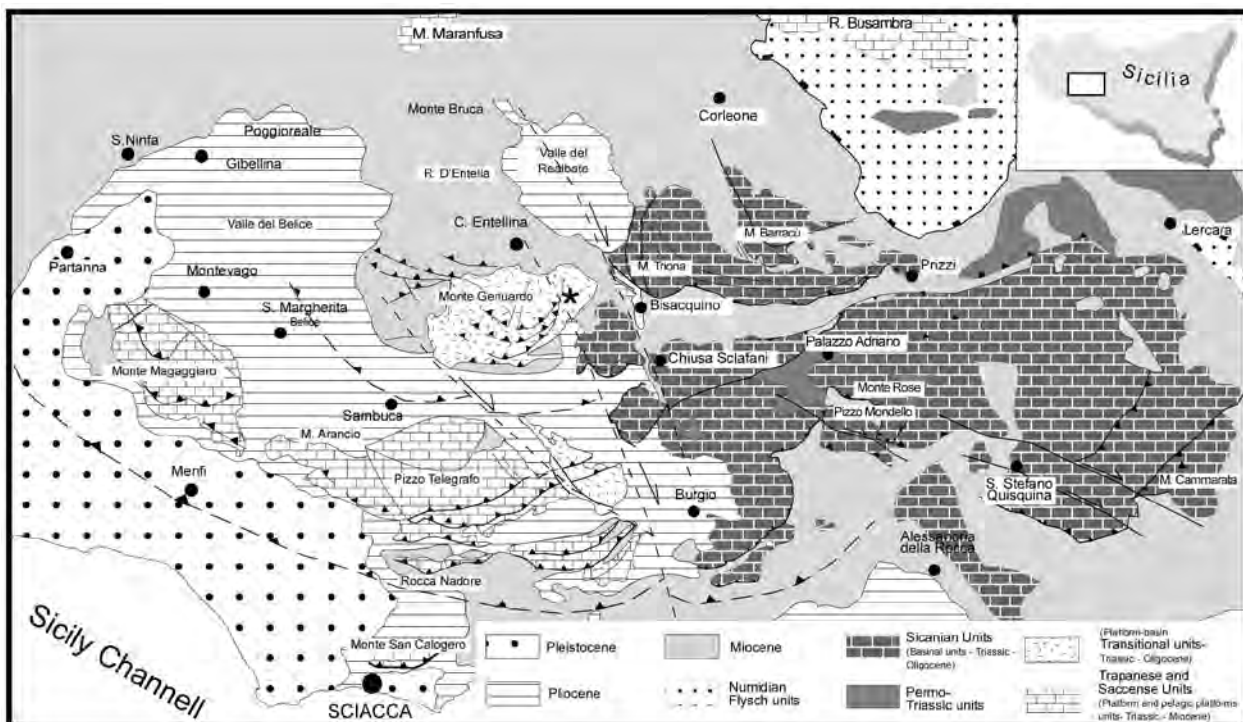 M. Maranfusa
R. Busambra
Sicilia
Monte Bruca
Corleone
S.Ninfa
Poggioreale
Gibellina
Valle del
R. D'Entella
C. Entellina
Valle del Belice
M. Barracù
Lercara
Partanna
Montevago
M. Triona
Prizzi
Monte Genuardo
*
Bisacquino
S. Margherita
Belice
Palazzo Adriano
Chiusa Sclafani
Monte Magaggiaro
Monte Rose
Pizzo Mondello
Sambuca
M. Arancio
Menfi
Pizzo Telegrafo
Burgio
S. Stefano
Quisquina
M. Cammarata
Alessandria
della Rocca
Rocca Nadore
Sicily Channell
Monte San Calogero
SCIACCA
Pleistocene
Pliocene
Miocene
Numidian
Flysch units
Sicanian Units
(Basinal units - Triassic -
Oligocene)
Permo-
Triassic units
(Platform-basin
Transitional units-
Triassic - Oligocene)
Trapanese and
Saccense Units
(Platform and pelagic platforms
units- Triassic - Miocene)